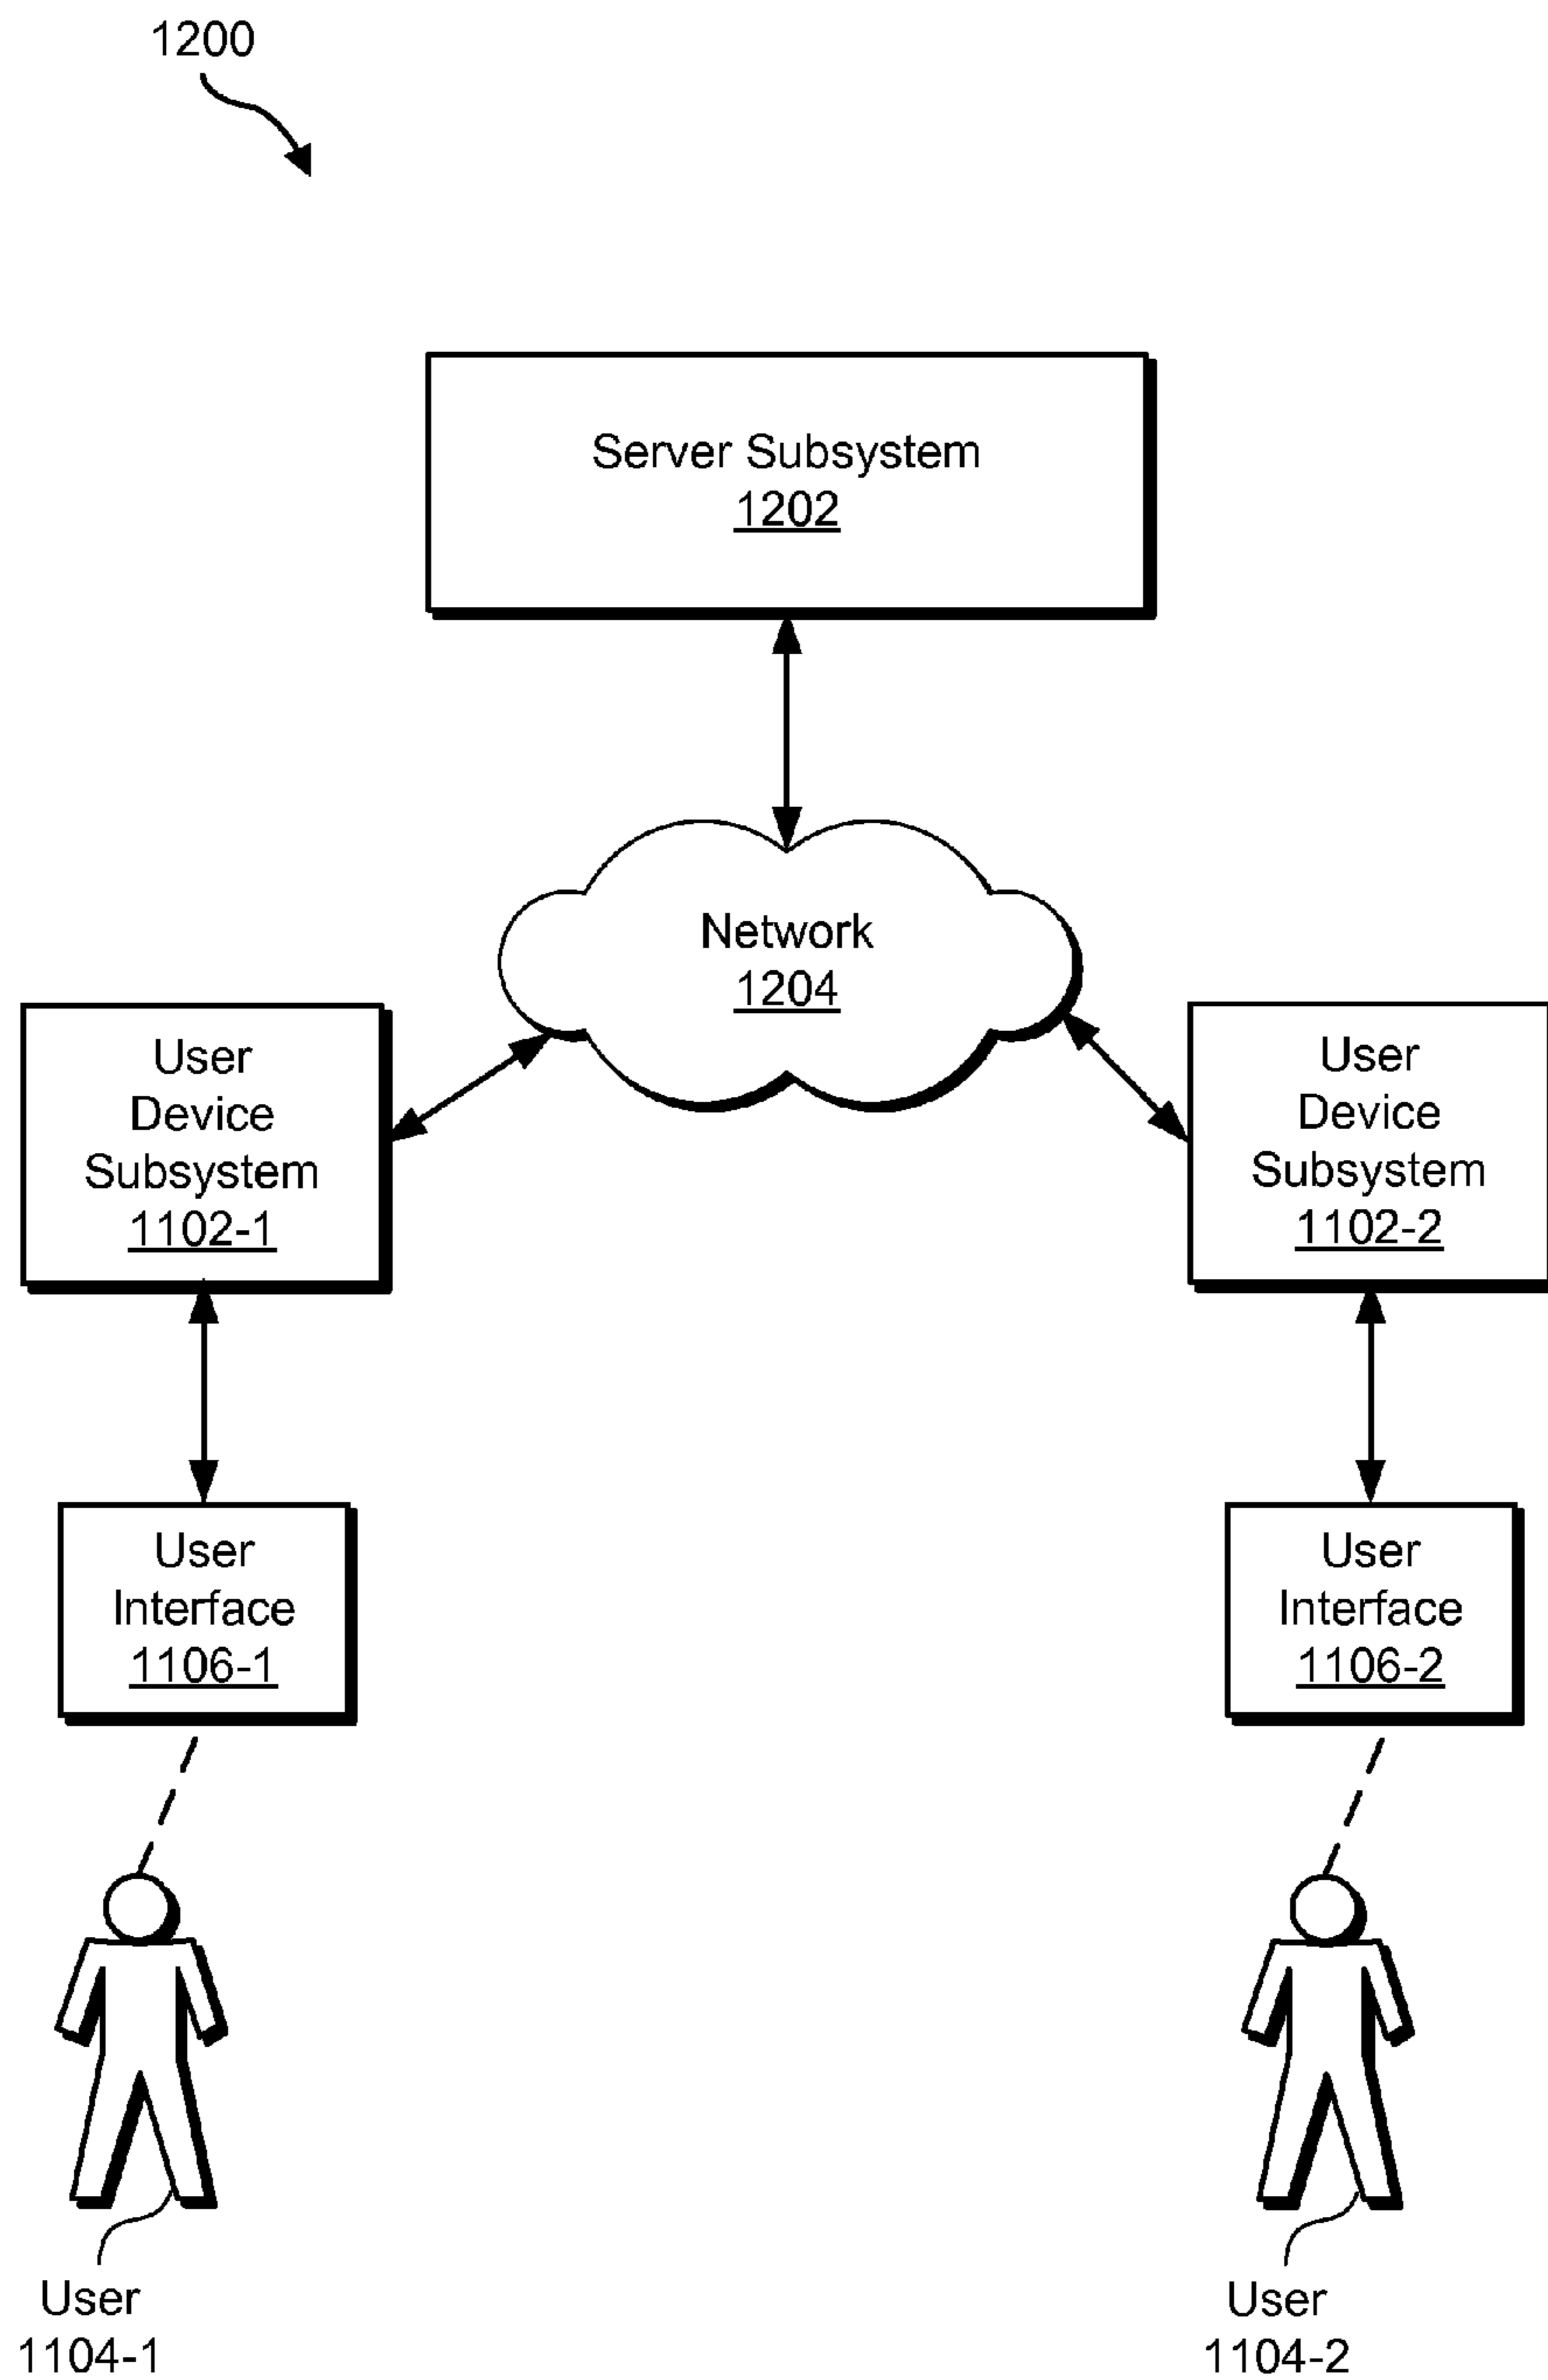 1200
Server Subsystem
1202
Network
1204
User
Device
Subsystem
1102-1
User
Device
Subsystem
1102-2
User
Interface
1106-1
User
Interface
1106-2
User
1104-1
User
1104-2